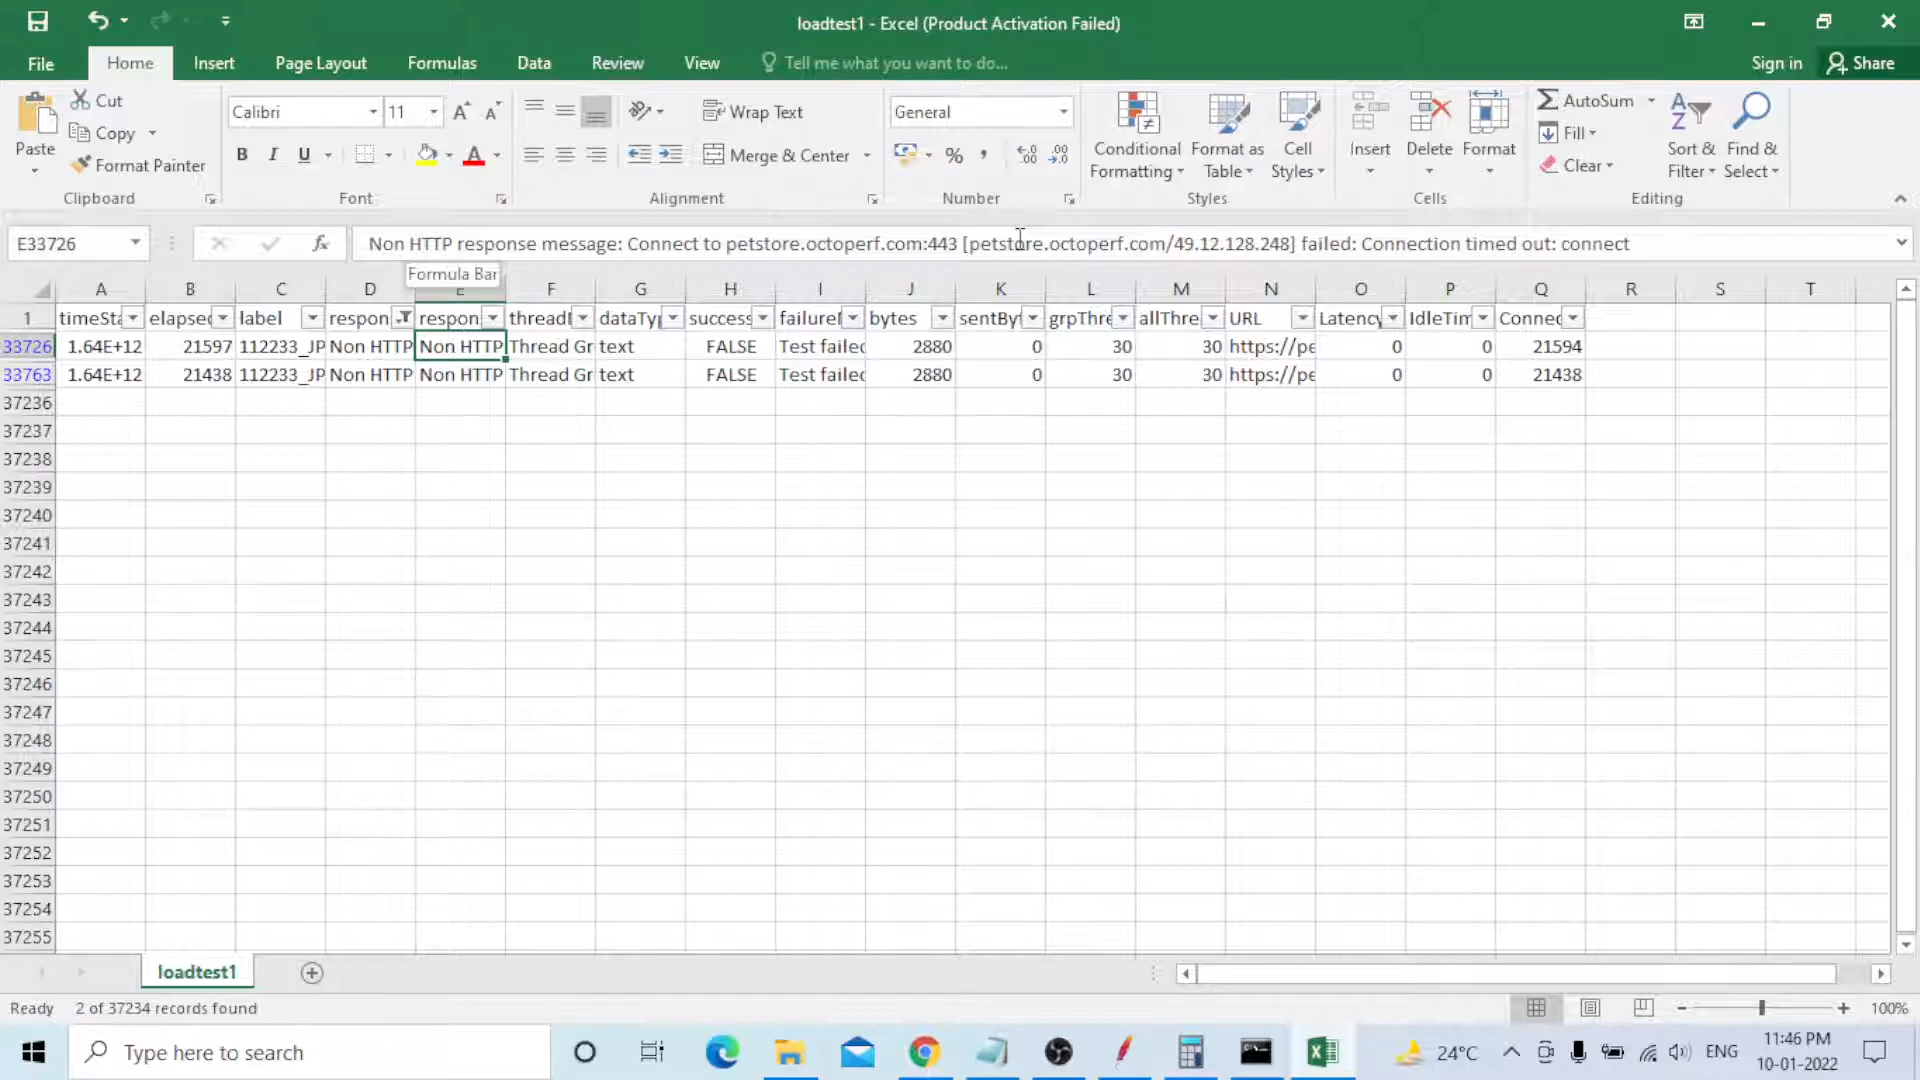 loadtest1 - Excel (Product Activation Failed)
File Home Insert Page Layout Formulas Data Review View Tell me what you want to do... Sign in Share
Cut
Copy
Format Painter
Paste
Clipboard
Calibri 11
B I U A
Font
Wrap Text
Merge & Center
Alignment
General
%
Number
Conditional Formatting
Format as Table
Cell Styles
Styles
Insert
Delete
Format
Cells
AutoSum
Fill
Clear
Sort & Filter
Find & Select
Editing
E33726 fx Non HTTP response message: Connect to petstore.octoperf.com:443 [petstore.octoperf.com/49.12.128.248] failed: Connection timed out: connect
Formula Bar
A B C D E F G H I J K L M N O P Q R S T
1 timeSta elapsed label respon respon threadI dataTyp success failure bytes sentByt grpThre allThre URL Latency IdleTim Connec
33726 1.64E+12 21597 112233_JP Non HTTP Non HTTP Thread Gr text FALSE Test failed 2880 0 30 30 https://pe 0 0 21594
33763 1.64E+12 21438 112233_JP Non HTTP Non HTTP Thread Gr text FALSE Test failed 2880 0 30 30 https://pe 0 0 21438
37236
37237
37238
37239
37240
37241
37242
37243
37244
37245
37246
37247
37248
37249
37250
37251
37252
37253
37254
37255
loadtest1
Ready 2 of 37234 records found 100%
Type here to search 24°C ENG 11:46 PM
10-01-2022